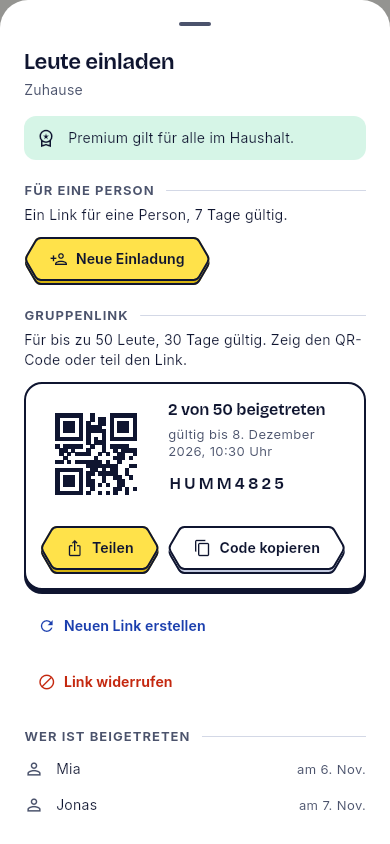 Leute einladen
Zuhause
Premium gilt für alle im Haushalt.
FÜR EINE PERSON
Ein Link für eine Person, 7 Tage gültig.
Neue Einladung
GRUPPENLINK
Für bis zu 50 Leute, 30 Tage gültig. Zeig den QR-
Code oder teil den Link.
2 von 50 beigetreten
gültig bis 8. Dezember
2026, 10:30 Uhr
HUMM4825
Teilen
Code kopieren
Neuen Link erstellen
Link widerrufen
WER IST BEIGETRETEN
Mia am 6. Nov.
Jonas am 7. Nov.